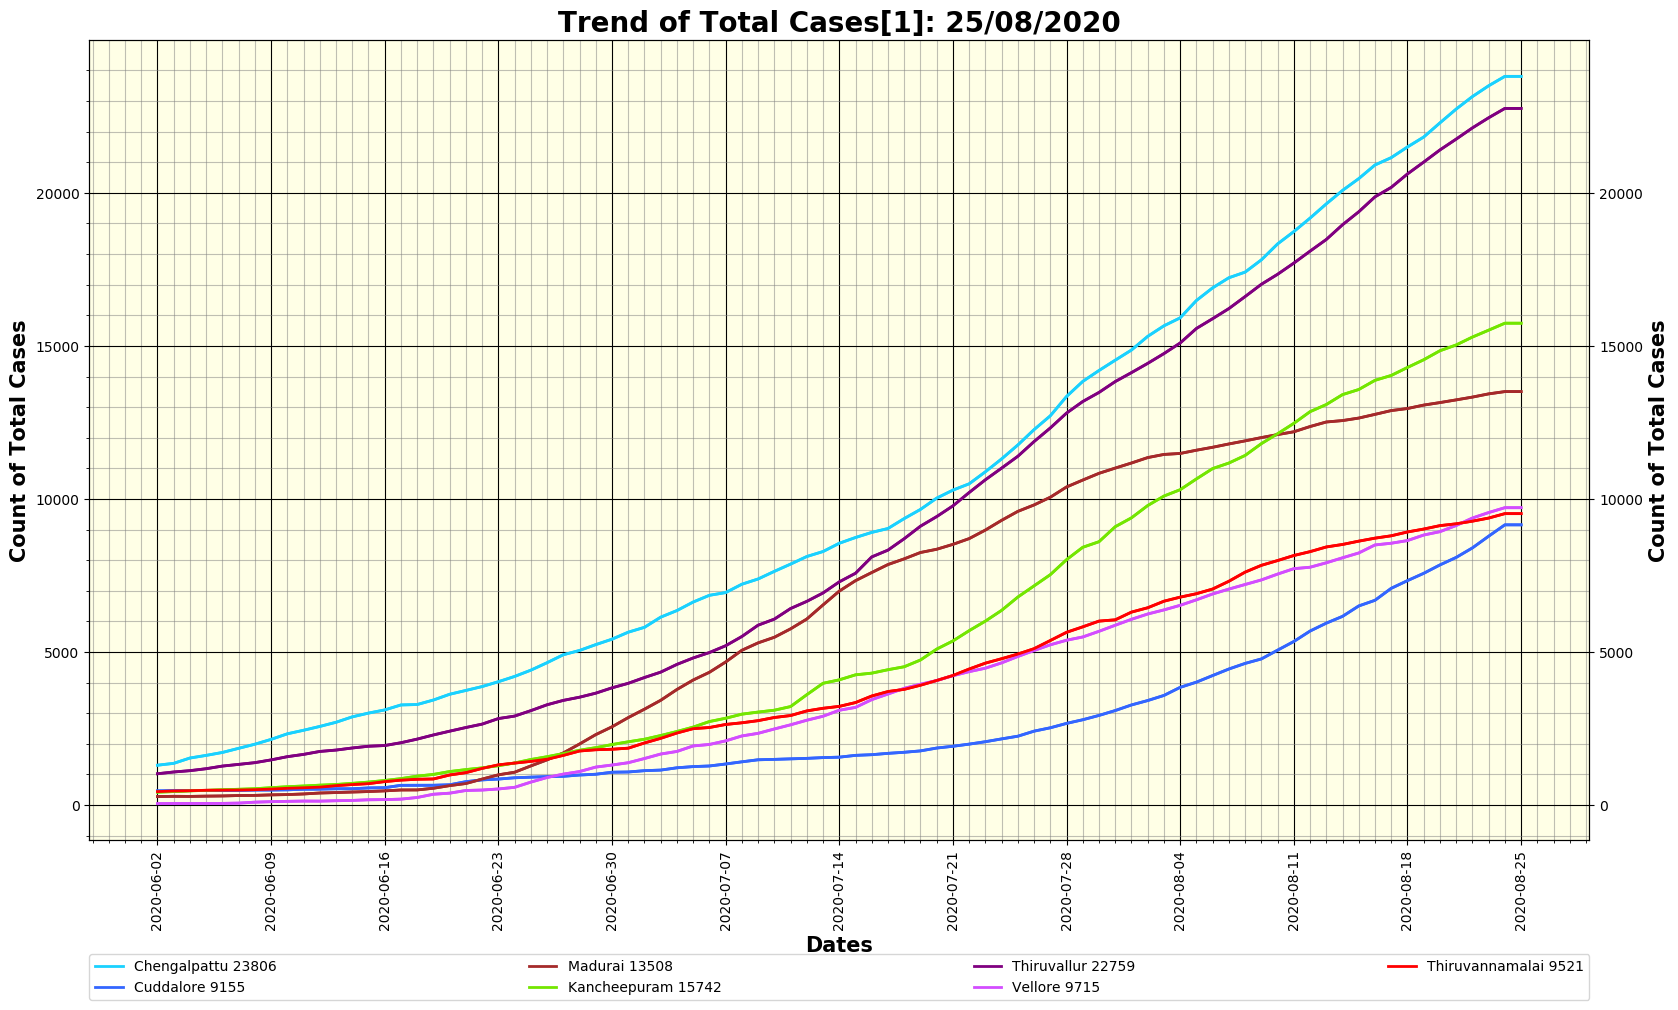 Trend of Total Cases[1]: 25/08/2020
Count of Total Cases
20000
15000
10000
5000
0
20000
15000
10000
5000
0
Count of Total Cases
2020-06-02
2020-06-09
2020-06-16
2020-06-23
2020-06-30
2020-07-07
2020-07-14
2020-07-21
2020-07-28
2020-08-04
2020-08-11
2020-08-18
2020-08-25
Dates
Chengalpattu 23806
Cuddalore 9155
Madurai 13508
Kancheepuram 15742
Thiruvallur 22759
Vellore 9715
Thiruvannamalai 9521